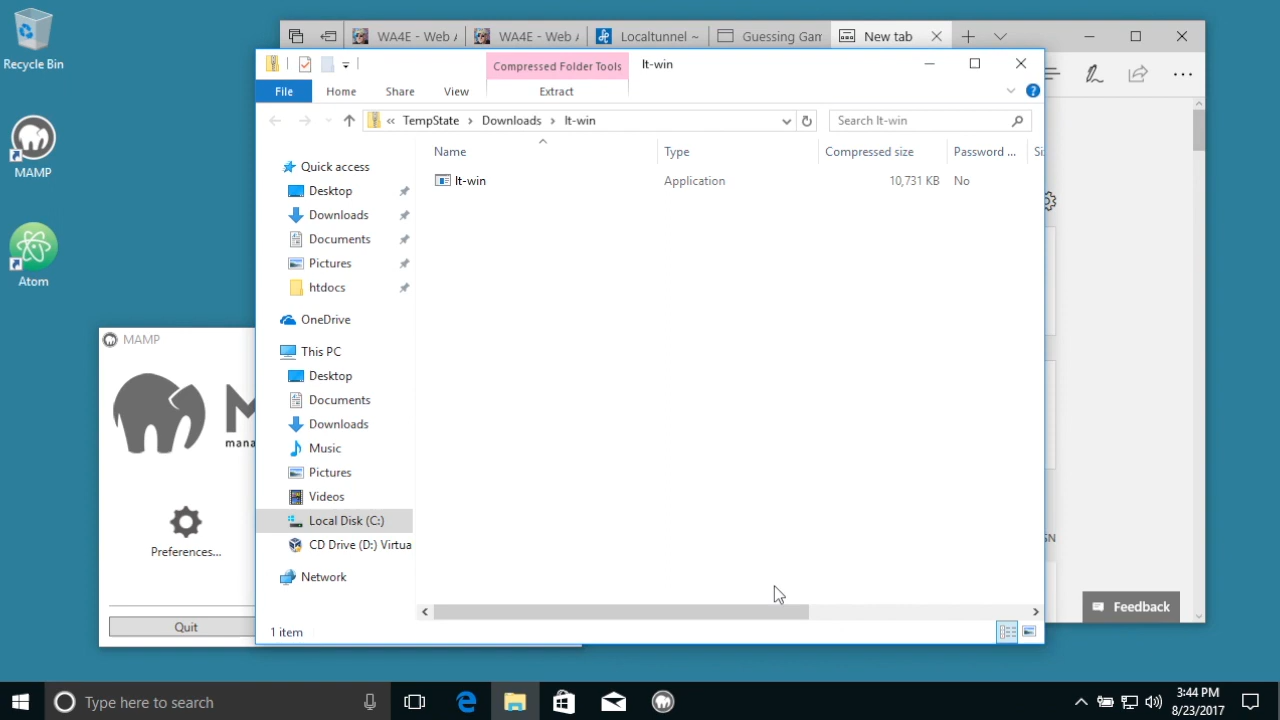 Recycle Bin
MAMP
Atom
WA4E - Web A
WA4E - Web A
Localtunnel ~
Guessing Gam
New tab
Compressed Folder Tools
lt-win
File
Home
Share
View
Extract
« TempState > Downloads > lt-win
Search lt-win
Name
Type
Compressed size
Password ...
Si
lt-win
Application
10,731 KB
No
Quick access
Desktop
Downloads
Documents
Pictures
htdocs
OneDrive
This PC
Desktop
Documents
Downloads
Music
Pictures
Videos
Local Disk (C:)
CD Drive (D:) Virtua
Network
1 item
MAMP
M
mana
Preferences...
Quit
GN
Feedback
Type here to search
3:44 PM
8/23/2017